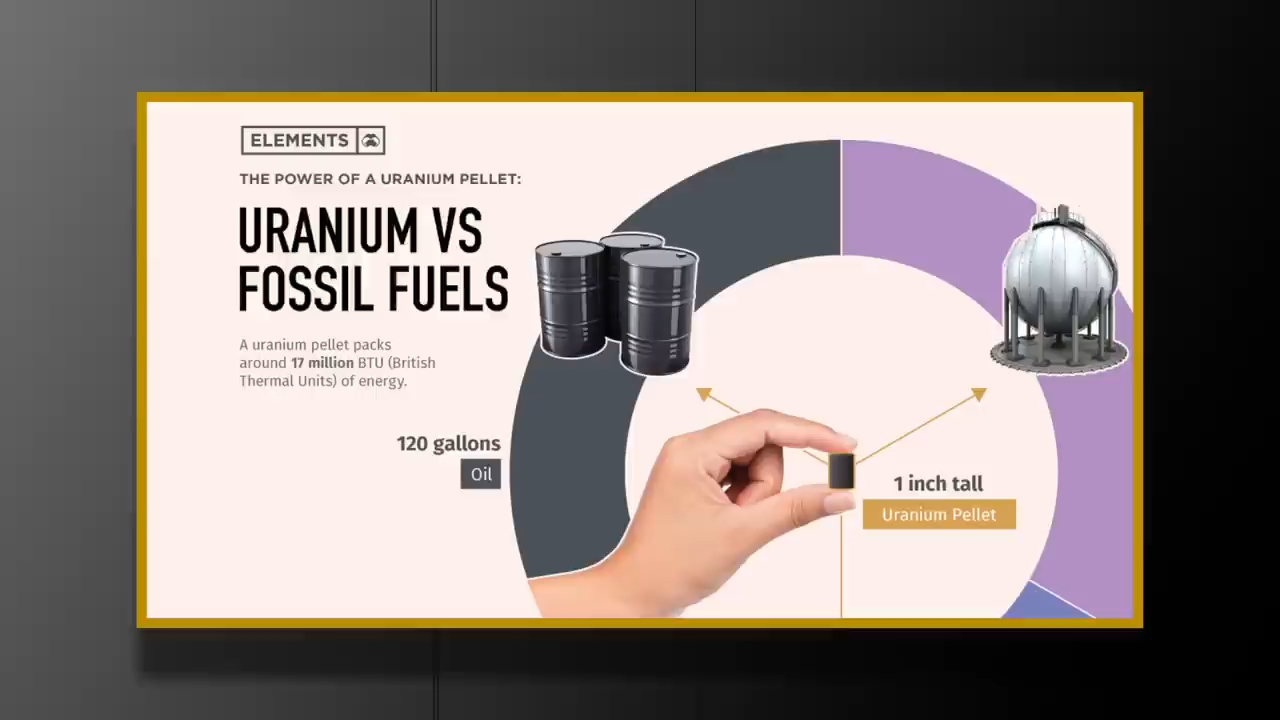 ELEMENTS
THE POWER OF A URANIUM PELLET:
URANIUM VS
FOSSIL FUELS
A uranium pellet packs
around 17 million BTU (British
Thermal Units) of energy.
120 gallons
Oil
1 inch tall
Uranium Pellet